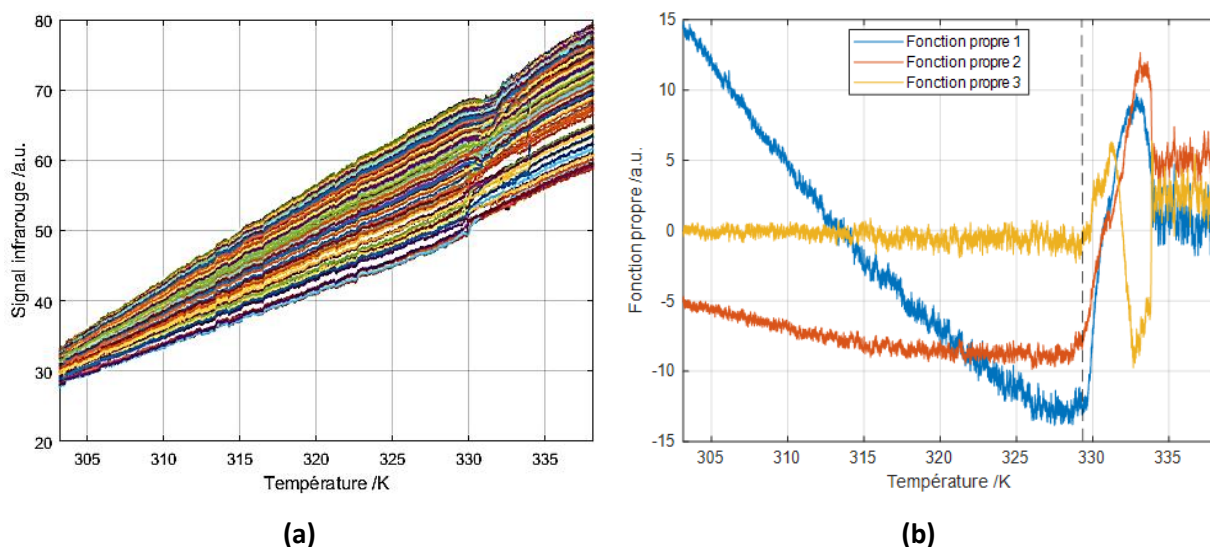 80
70
60
50
40
30
20
Signal infrarouge /a.u.
305 310 315 320 325 330 335
Température /K
(a)
15
10
5
0
-5
-10
-15
Fonction propre /a.u.
Fonction propre 1
Fonction propre 2
Fonction propre 3
305 310 315 320 325 330 335
Température /K
(b)